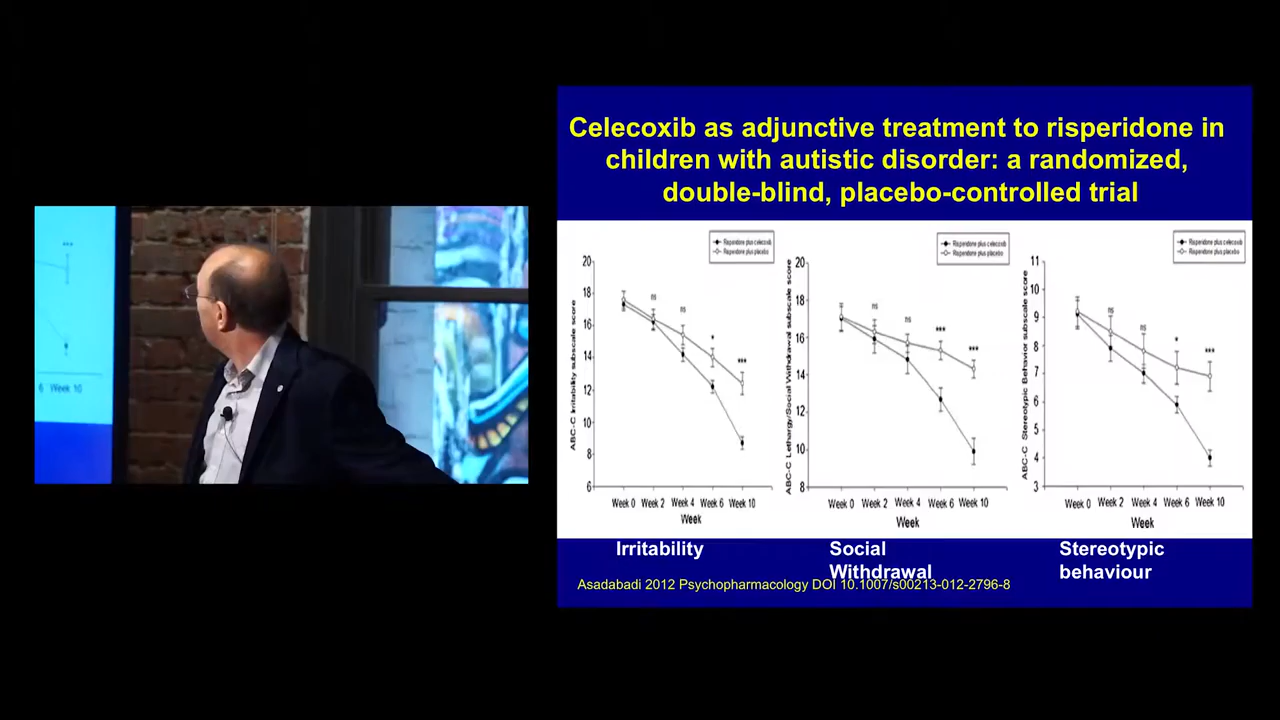 Celecoxib as adjunctive treatment to risperidone in
children with autistic disorder: a randomized,
double-blind, placebo-controlled trial
Risperidone plus celecoxib
Risperidone plus placebo
ABC-C Irritability subscale score
20
18
16
14
12
10
8
6
ns
ns
*
***
Week 0 Week 2 Week 4 Week 6 Week 10
Week
Risperidone plus celecoxib
Risperidone plus placebo
ABC-C Lethargy/Social Withdrawal subscale score
20
18
16
14
12
10
8
ns
ns
***
***
Week 0 Week 2 Week 4 Week 6 Week 10
Week
Risperidone plus celecoxib
Risperidone plus placebo
ABC-C Stereotypic Behavior subscale score
11
10
9
8
7
6
5
4
3
ns
ns
*
***
Week 0 Week 2 Week 4 Week 6 Week 10
Week
Irritability
Social
Withdrawal
Stereotypic
behaviour
Asadabadi 2012 Psychopharmacology DOI 10.1007/s00213-012-2796-8
***
6 Week 10